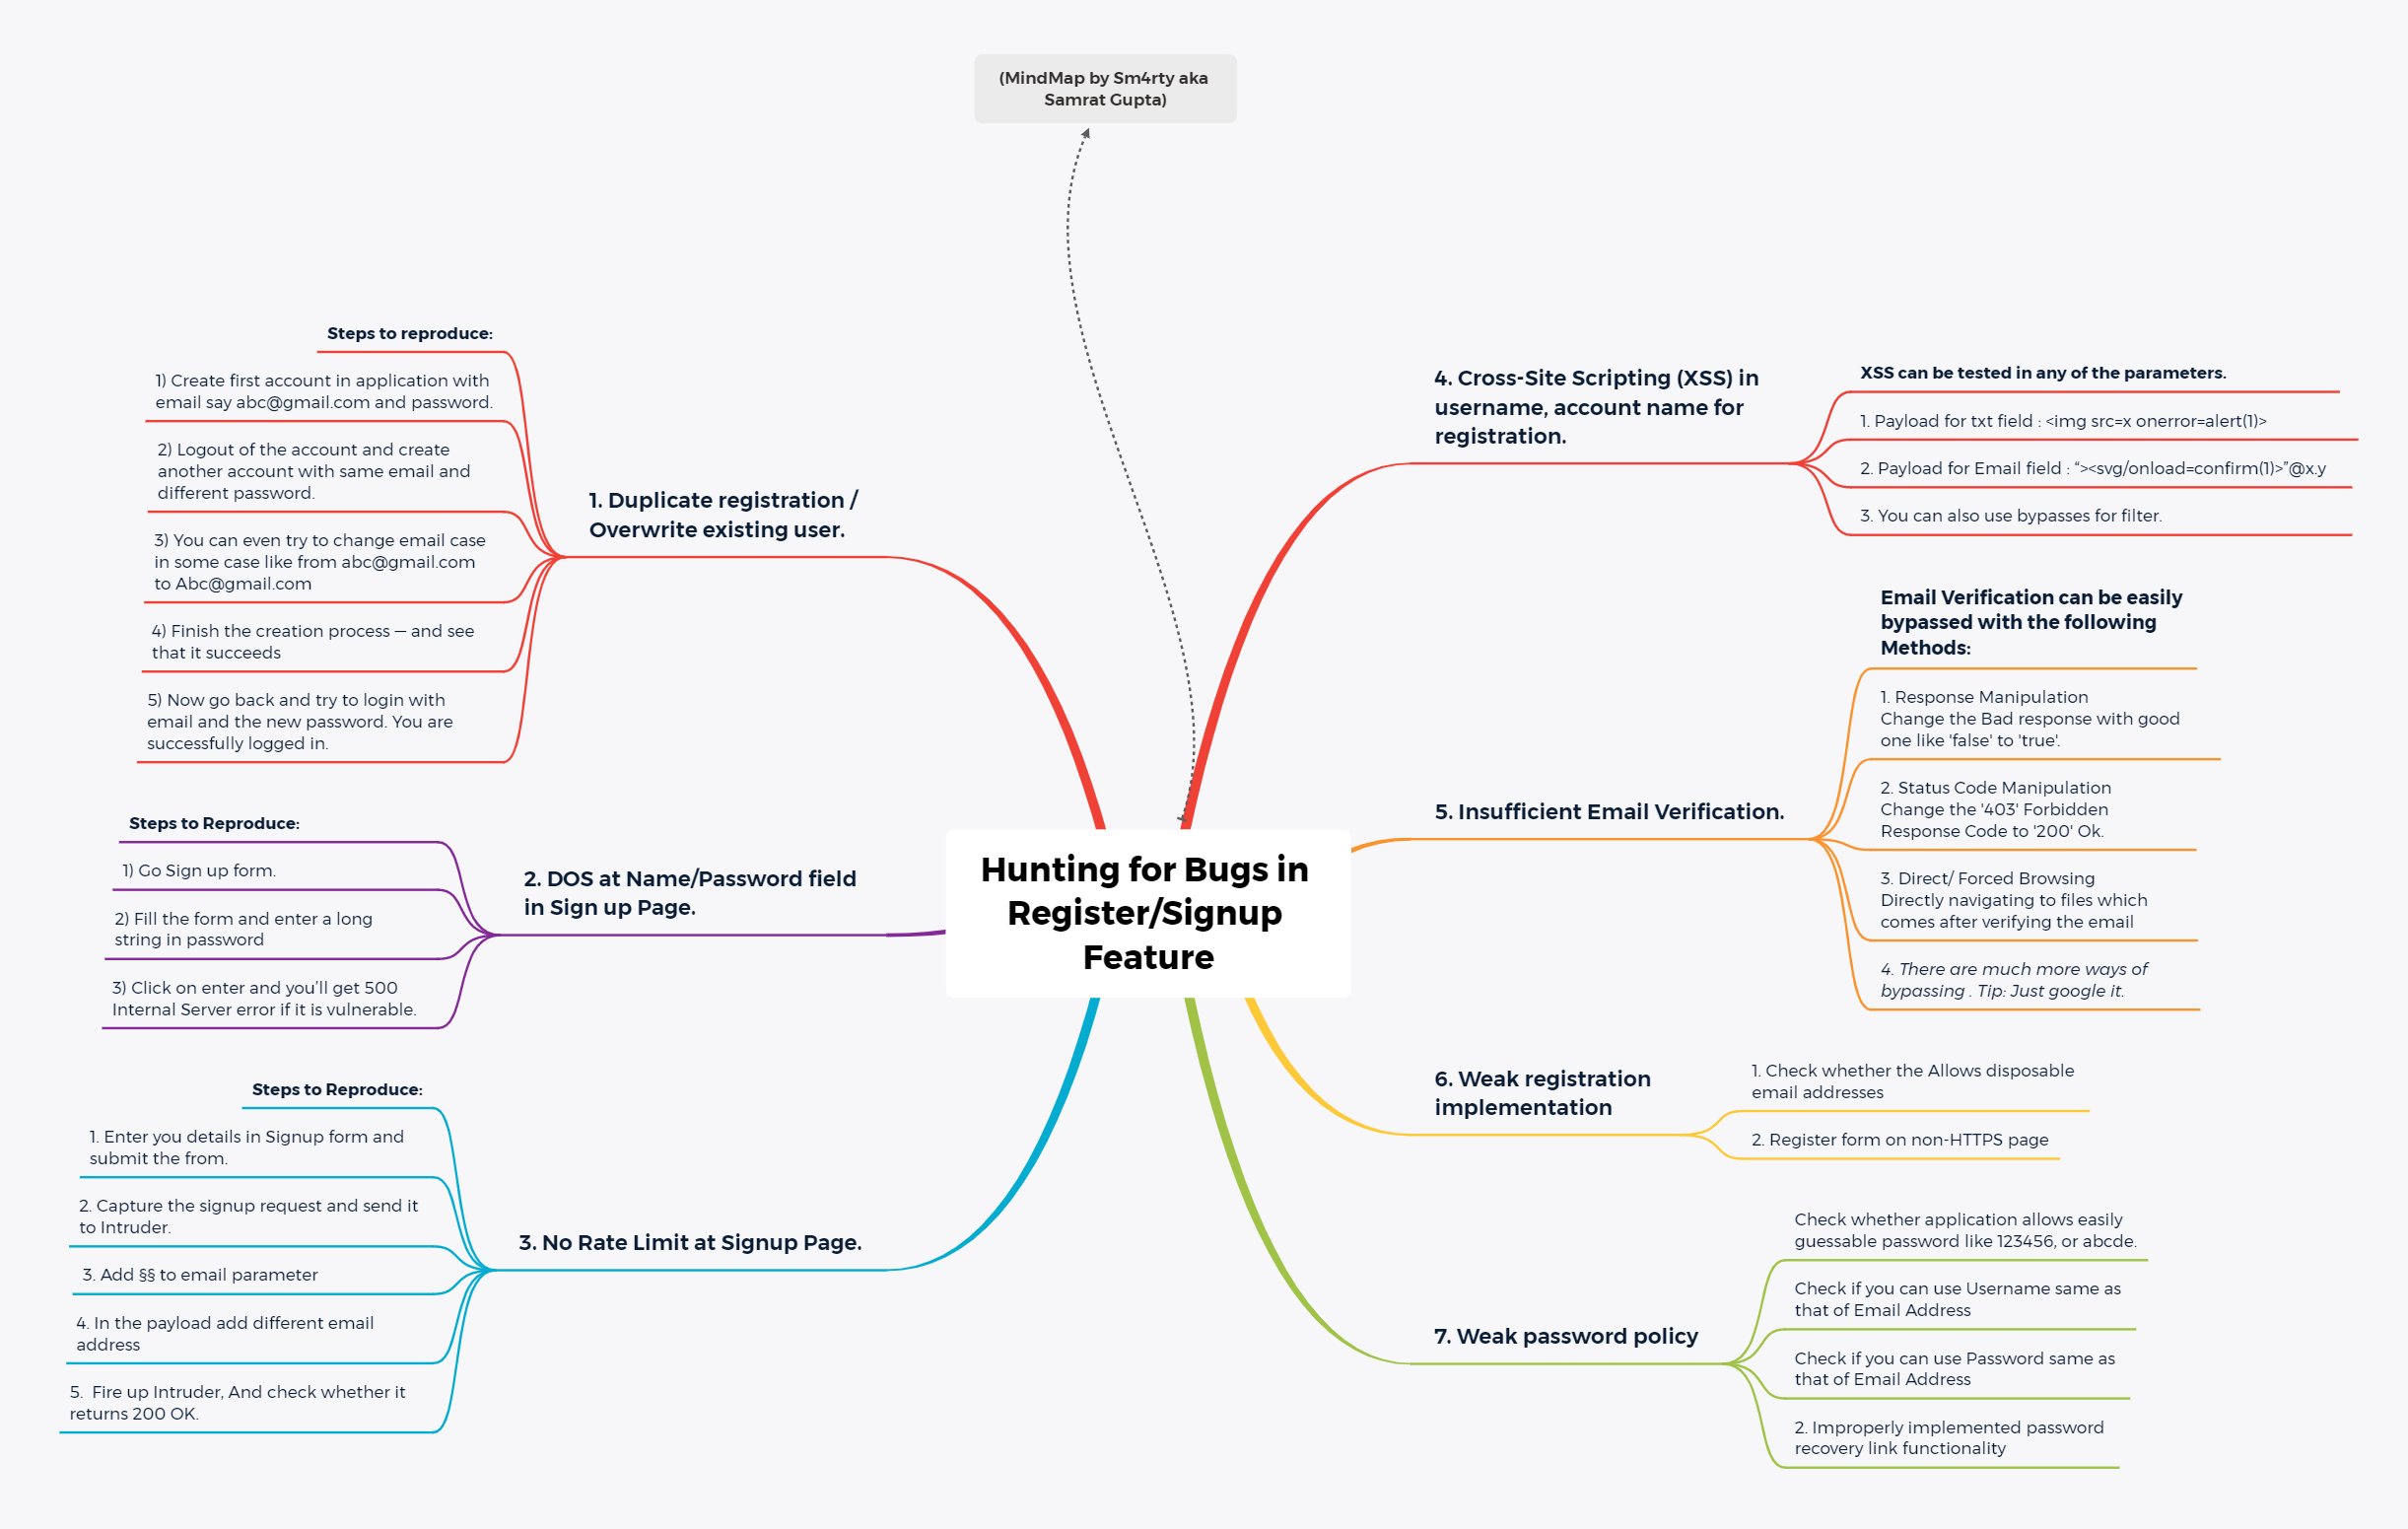 (MindMap by Sm4rty aka
Samrat Gupta)
Hunting for Bugs in
Register/Signup
Feature
1. Duplicate registration /
Overwrite existing user.
Steps to reproduce:
1) Create first account in application with
email say abc@gmail.com and password.
2) Logout of the account and create
another account with same email and
different password.
3) You can even try to change email case
in some case like from abc@gmail.com
to Abc@gmail.com
4) Finish the creation process — and see
that it succeeds
5) Now go back and try to login with
email and the new password. You are
successfully logged in.
2. DOS at Name/Password field
in Sign up Page.
Steps to Reproduce:
1) Go Sign up form.
2) Fill the form and enter a long
string in password
3) Click on enter and you’ll get 500
Internal Server error if it is vulnerable.
3. No Rate Limit at Signup Page.
Steps to Reproduce:
1. Enter you details in Signup form and
submit the from.
2. Capture the signup request and send it
to Intruder.
3. Add §§ to email parameter
4. In the payload add different email
address
5.  Fire up Intruder, And check whether it
returns 200 OK.
4. Cross-Site Scripting (XSS) in
username, account name for
registration.
XSS can be tested in any of the parameters.
1. Payload for txt field : <img src=x onerror=alert(1)>
2. Payload for Email field : “><svg/onload=confirm(1)>”@x.y
3. You can also use bypasses for filter.
5. Insufficient Email Verification.
Email Verification can be easily
bypassed with the following
Methods:
1. Response Manipulation
Change the Bad response with good
one like 'false' to 'true'.
2. Status Code Manipulation
Change the '403' Forbidden
Response Code to '200' Ok.
3. Direct/ Forced Browsing
Directly navigating to files which
comes after verifying the email
4. There are much more ways of
bypassing . Tip: Just google it.
6. Weak registration
implementation
1. Check whether the Allows disposable
email addresses
2. Register form on non-HTTPS page
7. Weak password policy
Check whether application allows easily
guessable password like 123456, or abcde.
Check if you can use Username same as
that of Email Address
Check if you can use Password same as
that of Email Address
2. Improperly implemented password
recovery link functionality